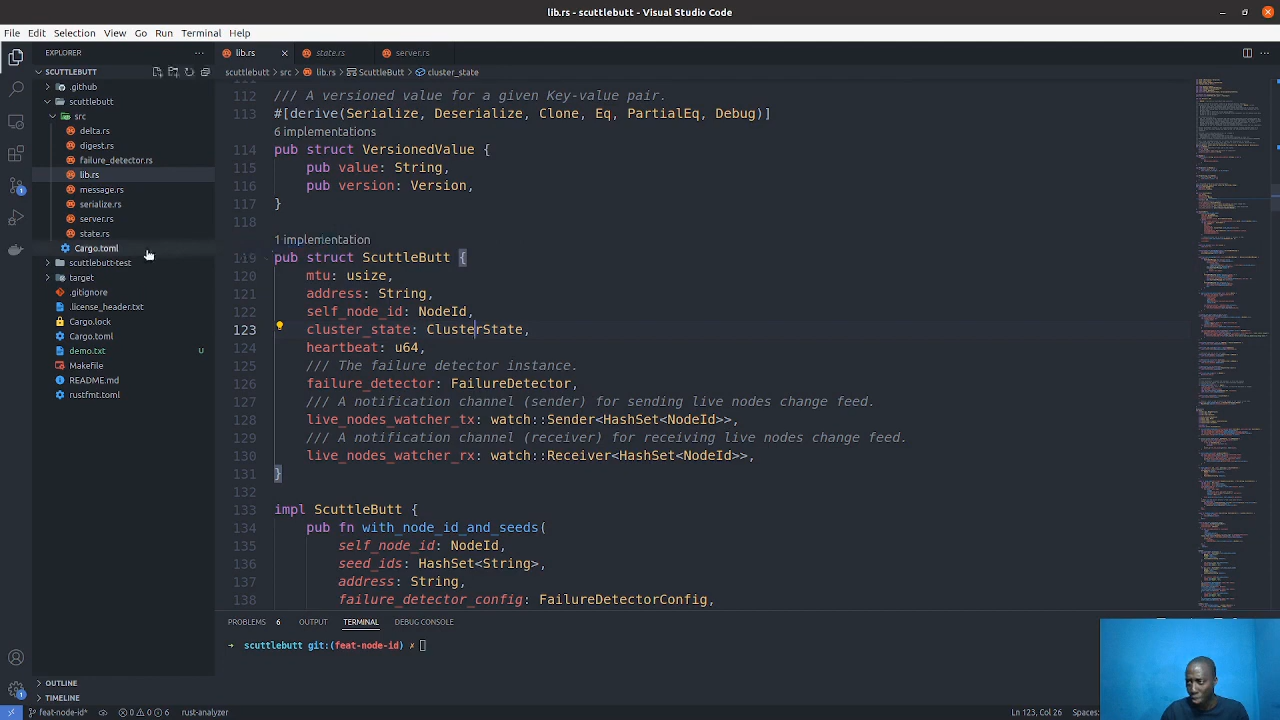 lib.rs - scuttlebutt - Visual Studio Code
File Edit Selection View Go Run Terminal Help
EXPLORER
lib.rs state.rs server.rs
SCUTTLEBUTT
scuttlebutt > src > lib.rs > ScuttleButt > cluster_state
.github
scuttlebutt
src
delta.rs
digest.rs
failure_detector.rs
lib.rs
message.rs
serialize.rs
server.rs
state.rs
Cargo.toml
scuttlebutt-test
target
.gitignore
.license_header.txt
Cargo.lock
Cargo.toml
demo.txt U
Makefile
README.md
rustfmt.toml
OUTLINE
TIMELINE
112 /// A versioned value for a given Key-value pair.
113 #[derive(Serialize, Deserialize, Clone, Eq, PartialEq, Debug)]
6 implementations
114 pub struct VersionedValue {
115 pub value: String,
116 pub version: Version,
117 }
118
1 implementation
119 pub struct ScuttleButt {
120 mtu: usize,
121 address: String,
122 self_node_id: NodeId,
123 cluster_state: ClusterState,
124 heartbeat: u64,
125 /// The failure detector instance.
126 failure_detector: FailureDetector,
127 /// A notification channel (sender) for sending live nodes change feed.
128 live_nodes_watcher_tx: watch::Sender<HashSet<NodeId>>,
129 /// A notification channel (receiver) for receiving live nodes change feed.
130 live_nodes_watcher_rx: watch::Receiver<HashSet<NodeId>>,
131 }
132
133 impl ScuttleButt {
134 pub fn with_node_id_and_seeds(
135 self_node_id: NodeId,
136 seed_ids: HashSet<String>,
137 address: String,
138 failure_detector_config: FailureDetectorConfig,
PROBLEMS 6 OUTPUT TERMINAL DEBUG CONSOLE
→ scuttlebutt git:(feat-node-id) ✗
feat-node-id* 0 0 6 rust-analyzer Ln 123, Col 26 Spaces: